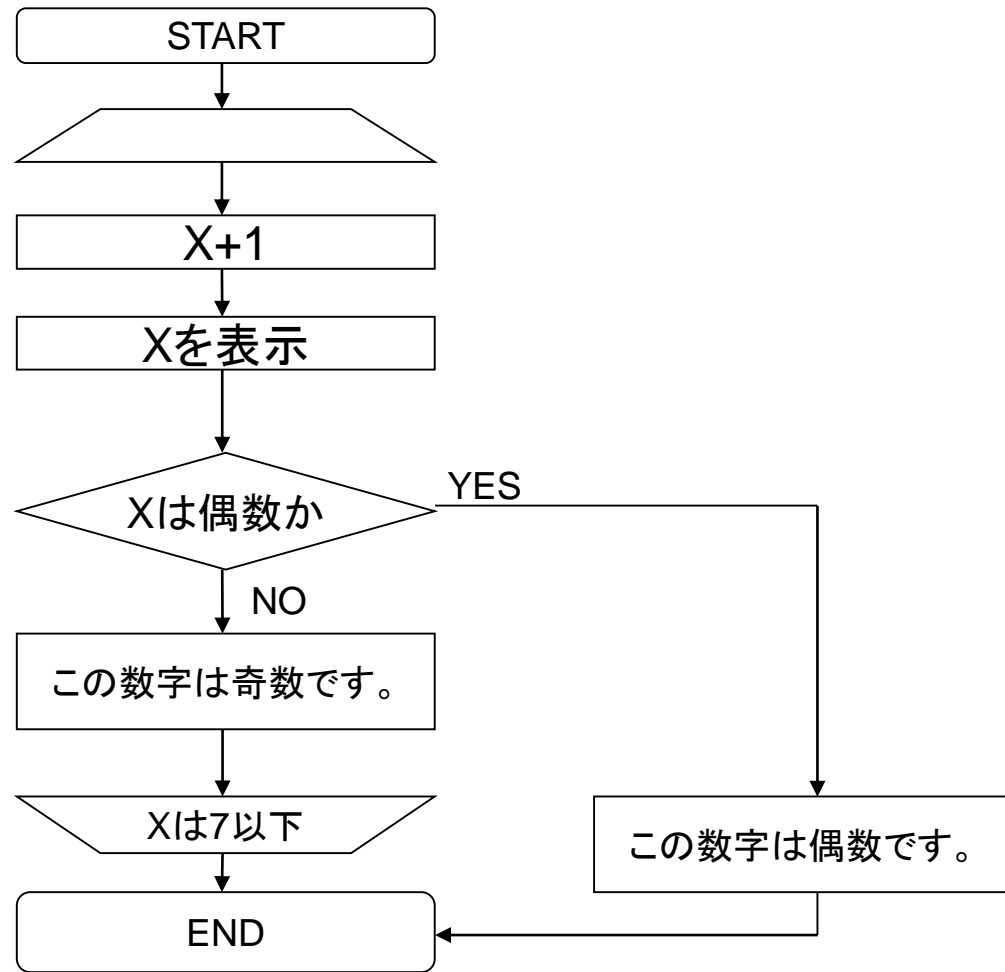 START
X+1
Xを表示
Xは偶数か
YES
NO
この数字は奇数です。
Xは7以下
この数字は偶数です。
END